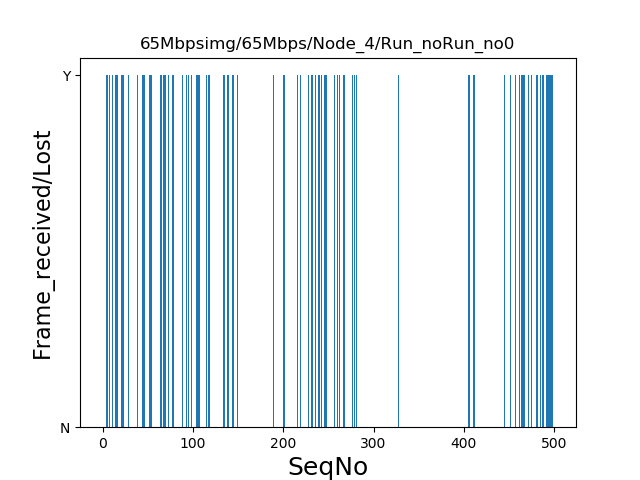 65Mbpsimg/65Mbps/Node_4/Run_noRun_no0
Y
Frame_received/Lost
N
0 100 200 300 400 500
SeqNo